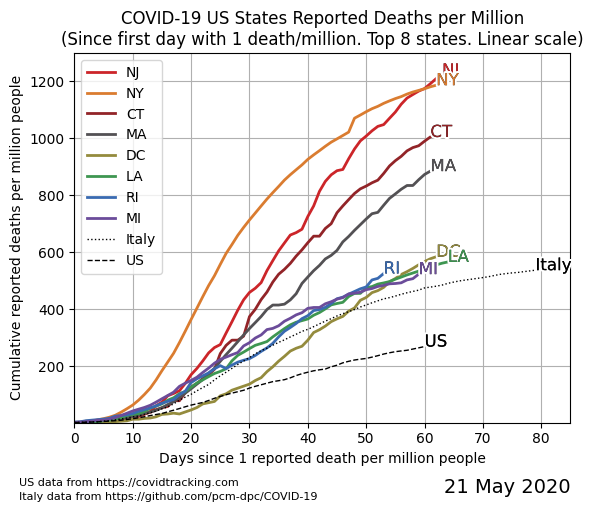 COVID-19 US States Reported Deaths per Million
(Since first day with 1 death/million. Top 8 states. Linear scale)
Cumulative reported deaths per million people
1200
1000
800
600
400
200
NJ
NY
CT
MA
DC
LA
RI
MI
Italy
US
NJ
NY
CT
MA
DC
LA
RI
MI
Italy
US
0
10
20
30
40
50
60
70
80
Days since 1 reported death per million people
US data from https://covidtracking.com
Italy data from https://github.com/pcm-dpc/COVID-19
21 May 2020